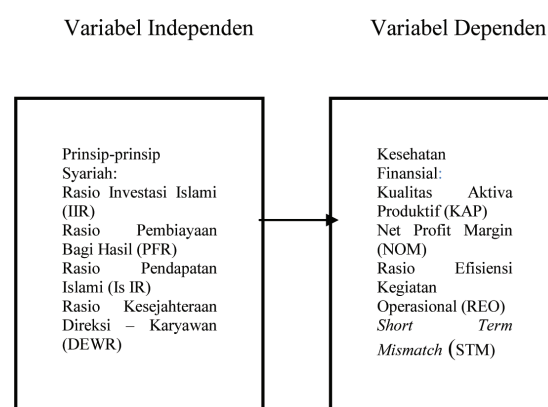 Variabel Independen
Variabel Dependen
Prinsip-prinsip
Syariah:
Rasio Investasi Islami
(IIR)
Rasio Pembiayaan
Bagi Hasil (PFR)
Rasio Pendapatan
Islami (Is IR)
Rasio Kesejahteraan
Direksi – Karyawan
(DEWR)
Kesehatan
Finansial:
Kualitas Aktiva
Produktif (KAP)
Net Profit Margin
(NOM)
Rasio Efisiensi
Kegiatan
Operasional (REO)
Short Term
Mismatch (STM)